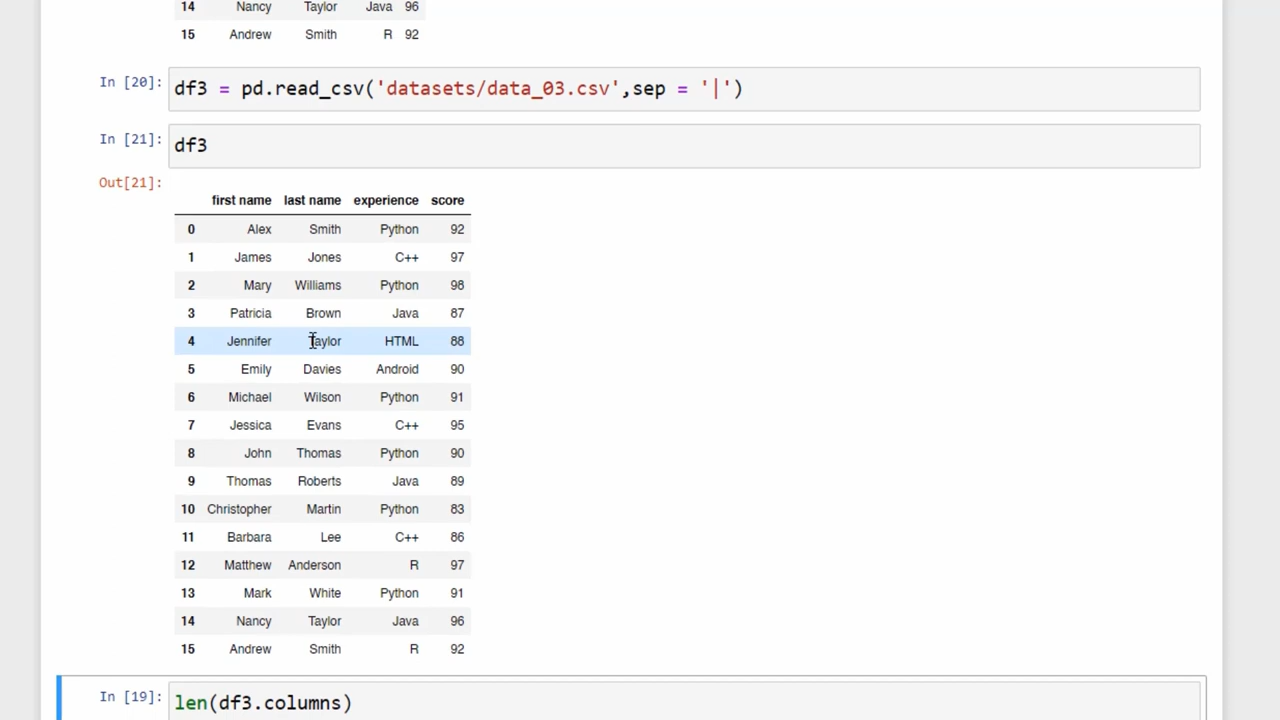 14 Nancy Taylor Java 96
15 Andrew Smith R 92
In [20]: df3 = pd.read_csv('datasets/data_03.csv',sep = '|')
In [21]: df3
Out[21]:
first name last name experience score
0 Alex Smith Python 92
1 James Jones C++ 97
2 Mary Williams Python 98
3 Patricia Brown Java 87
4 Jennifer Taylor HTML 88
5 Emily Davies Android 90
6 Michael Wilson Python 91
7 Jessica Evans C++ 95
8 John Thomas Python 90
9 Thomas Roberts Java 89
10 Christopher Martin Python 83
11 Barbara Lee C++ 86
12 Matthew Anderson R 97
13 Mark White Python 91
14 Nancy Taylor Java 96
15 Andrew Smith R 92
In [19]: len(df3.columns)